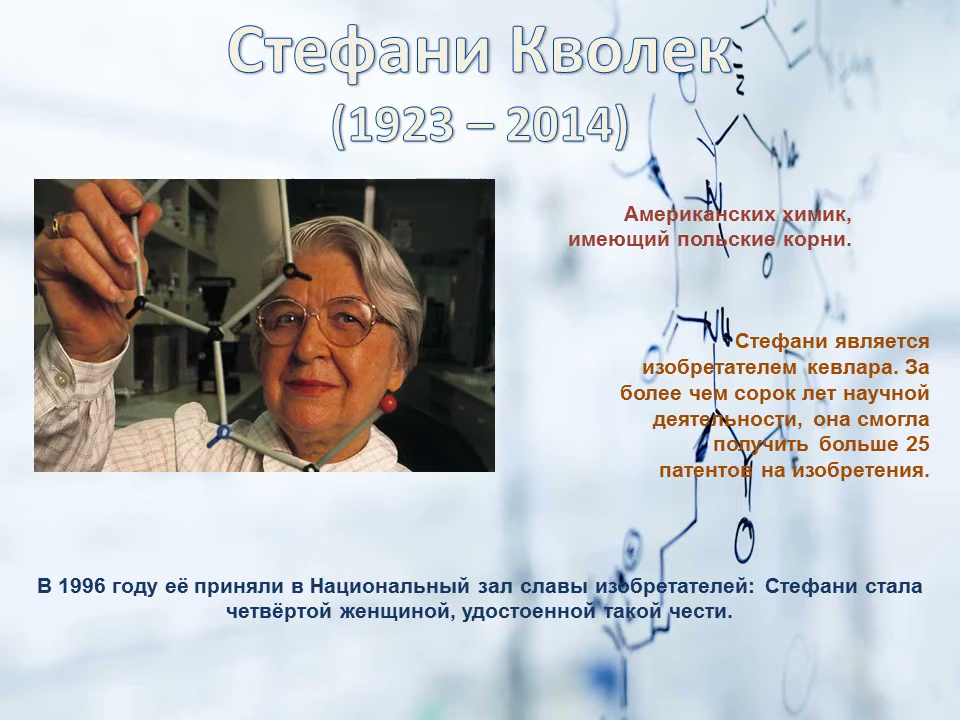 Стефани Кволек
(1923 – 2014)
Американских химик,
имеющий польские корни.
Стефани является
изобретателем кевлара. За
более чем сорок лет научной
деятельности, она смогла
получить больше 25
патентов на изобретения.
В 1996 году её приняли в Национальный зал славы изобретателей: Стефани стала
четвёртой женщиной, удостоенной такой чести.